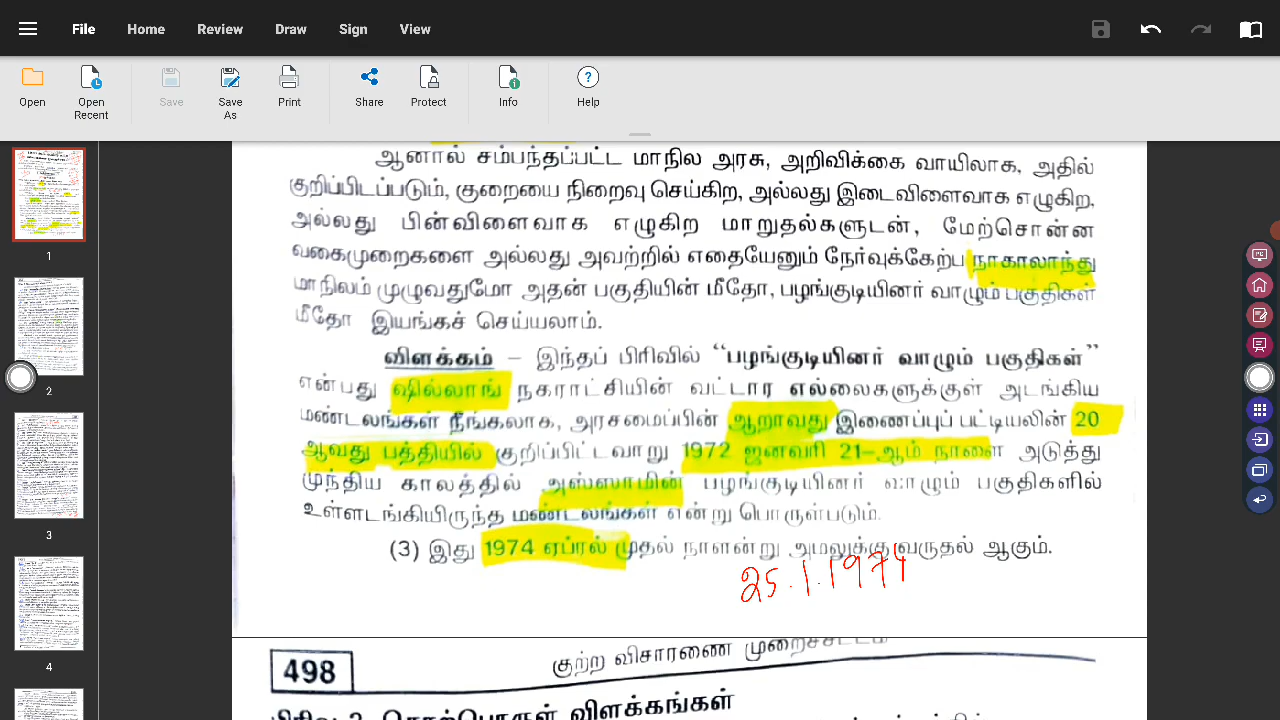 File Home Review Draw Sign View
Open Open Recent Save Save As Print Share Protect Info Help
ஆனால் சம்பந்தப்பட்ட மாநில அரசு, அறிவிக்கை வாயிலாக, அதில்
குறிப்பிடப்படும், குறையை நிறைவு செய்கிற, அல்லது இடைவிளைவாக எழுகிற,
அல்லது பின்விளைவாக எழுகிற மாறுதல்களுடன், மேற்சொன்ன
வகைமுறைகளை அல்லது அவற்றில் எதையேனும் நேர்வுக்கேற்ப நாகாலாந்து
மாநிலம் முழுவதுமோ அதன் பகுதியின் மீதோ, பழங்குடியினர் வாழும் பகுதிகள்
மீதோ இயங்கச் செய்யலாம்.
விளக்கம் – இந்தப் பிரிவில் “பழங்குடியினர் வாழும் பகுதிகள்”
என்பது ஷில்லாங் நகராட்சியின் வட்டார எல்லைகளுக்குள் அடங்கிய
மண்டலங்கள் நீங்கலாக, அரசமைப்பின் ஆறாவது இணைப்புப் பட்டியலின் 20
ஆவது பத்தியில் குறிப்பிட்டவாறு 1972 ஜனவரி 21–ஆம் நாளை அடுத்து
முந்திய காலத்தில் அஸ்ஸாமின் பழங்குடியினர் வாழும் பகுதிகளில்
உள்ளடங்கியிருந்த மண்டலங்கள் என்று பொருள்படும்.
(3) இது 1974 ஏப்ரல் முதல் நாளன்று அமலுக்கு வருதல் ஆகும்.
25.1.1974
498 குற்ற விசாரணை முறைச்சட்டம்
பிரிவு 2 சொற்பொருள் விளக்கங்கள்
1
2
3
4